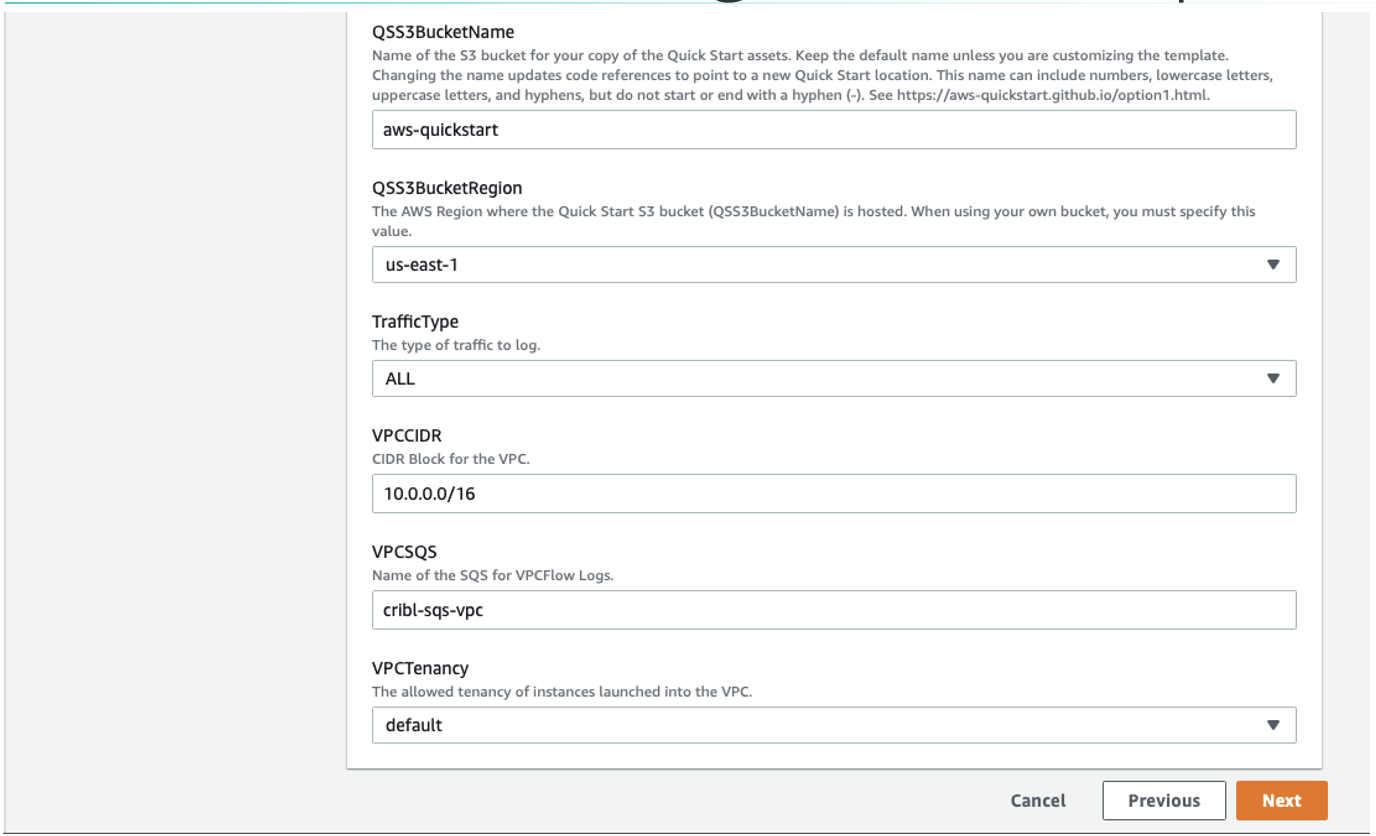 QSS3BucketName
Name of the S3 bucket for your copy of the Quick Start assets. Keep the default name unless you are customizing the template.
Changing the name updates code references to point to a new Quick Start location. This name can include numbers, lowercase letters,
uppercase letters, and hyphens, but do not start or end with a hyphen (-). See https://aws-quickstart.github.io/option1.html.
aws-quickstart
QSS3BucketRegion
The AWS Region where the Quick Start S3 bucket (QSS3BucketName) is hosted. When using your own bucket, you must specify this
value.
us-east-1
TrafficType
The type of traffic to log.
ALL
VPCCIDR
CIDR Block for the VPC.
10.0.0.0/16
VPCSQS
Name of the SQS for VPCFlow Logs.
cribl-sqs-vpc
VPCTenancy
The allowed tenancy of instances launched into the VPC.
default
Cancel Previous Next